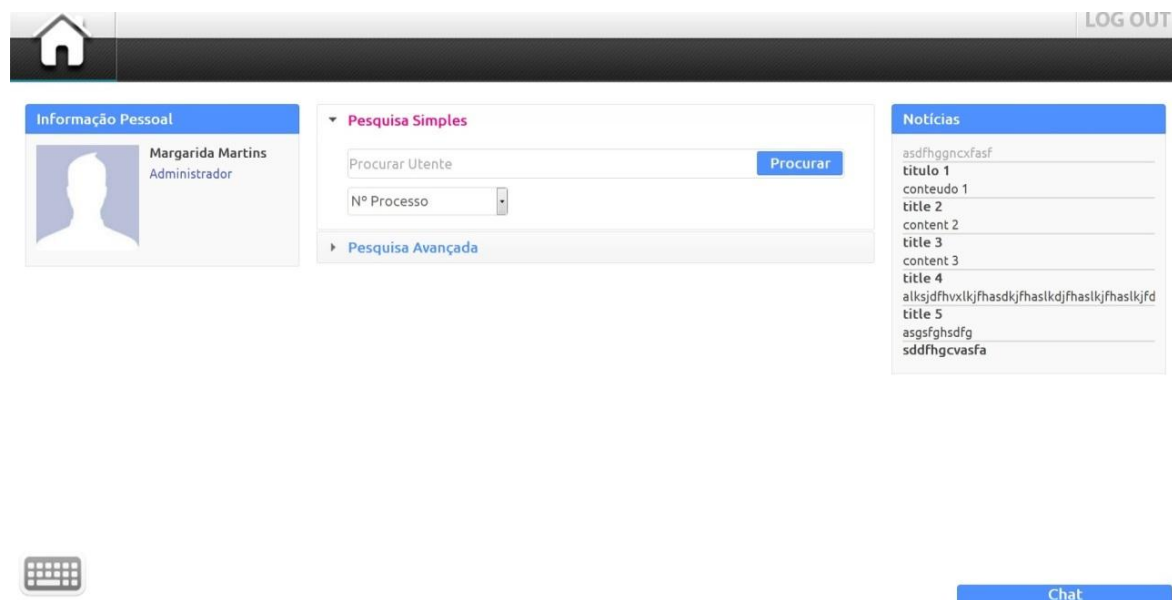 LOG OUT
Informação Pessoal
Margarida Martins
Administrador
Pesquisa Simples
Procurar Utente
Procurar
Nº Processo
Pesquisa Avançada
Notícias
asdfhggncxfasf
titulo 1
conteudo 1
title 2
content 2
title 3
content 3
title 4
alksjdfhvxlkjfhasdkjfhaslkdjfhaslkjfhaslkjfd
title 5
asgsfghsdfg
sddfhgcvasfa
Chat